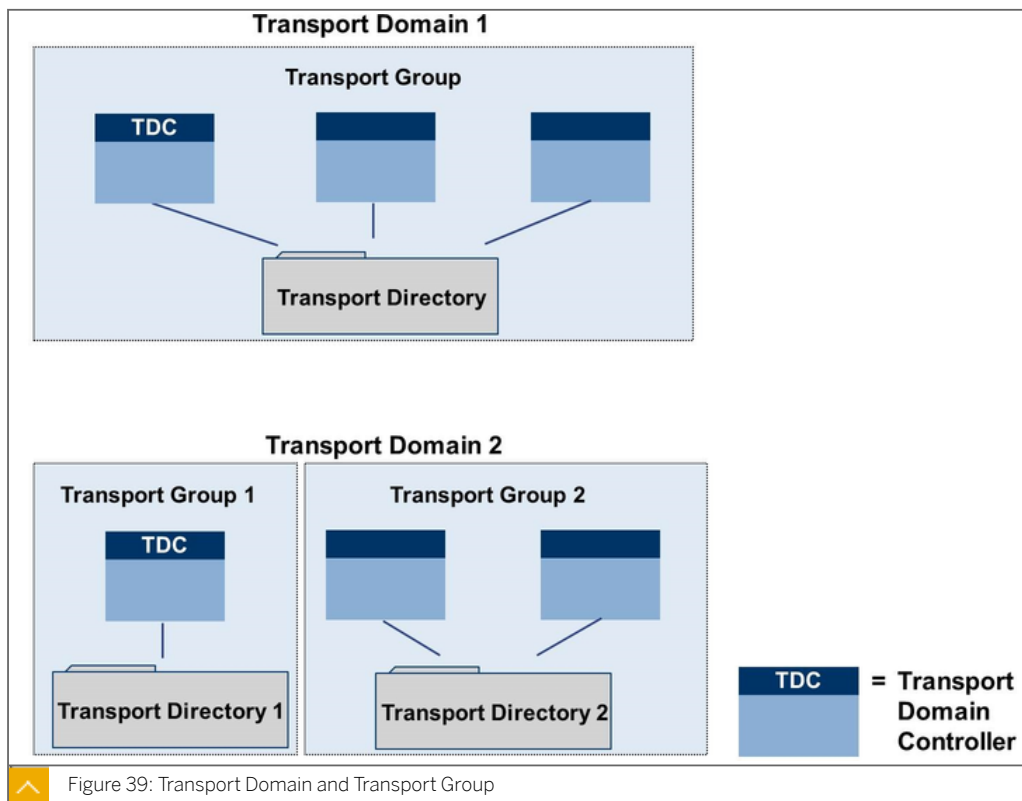 Transport Domain 1
Transport Group
TDC
Transport Directory
Transport Domain 2
Transport Group 1
Transport Group 2
TDC
Transport Directory 1
Transport Directory 2
TDC
= Transport
Domain
Controller
Figure 39: Transport Domain and Transport Group